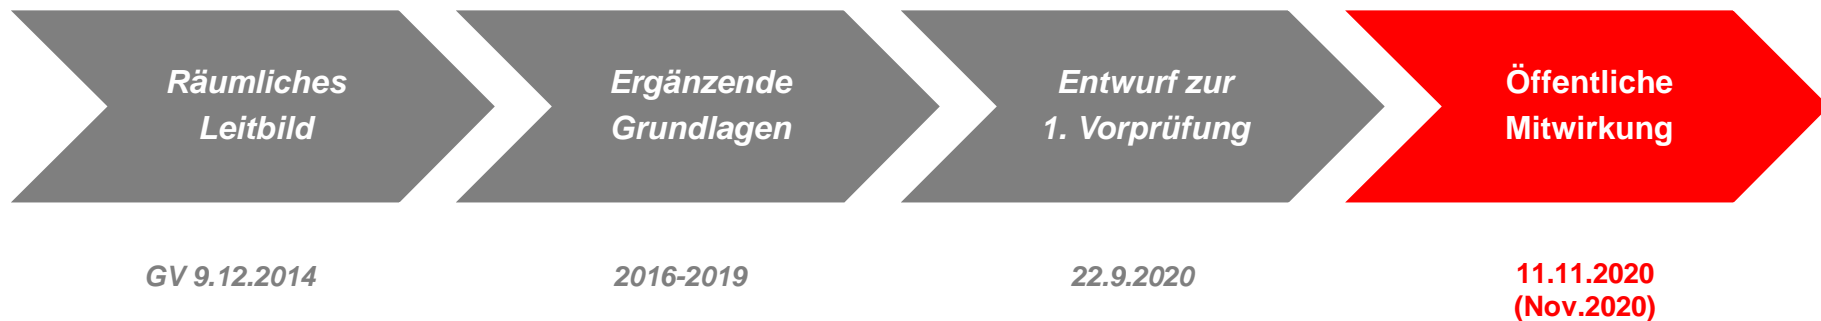 Räumliches
Leitbild
Ergänzende
Grundlagen
Entwurf zur
1. Vorprüfung
Öffentliche
Mitwirkung
GV 9.12.2014
2016-2019
22.9.2020
11.11.2020
(Nov.2020)